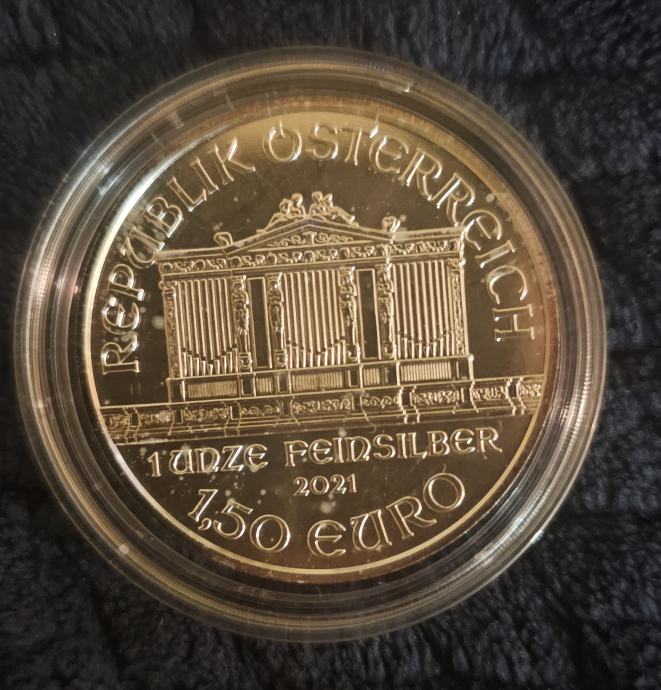 REPUBLIK ÖSTERREICH
1 UNZE FEINSILBER
2021
1,50 EURO